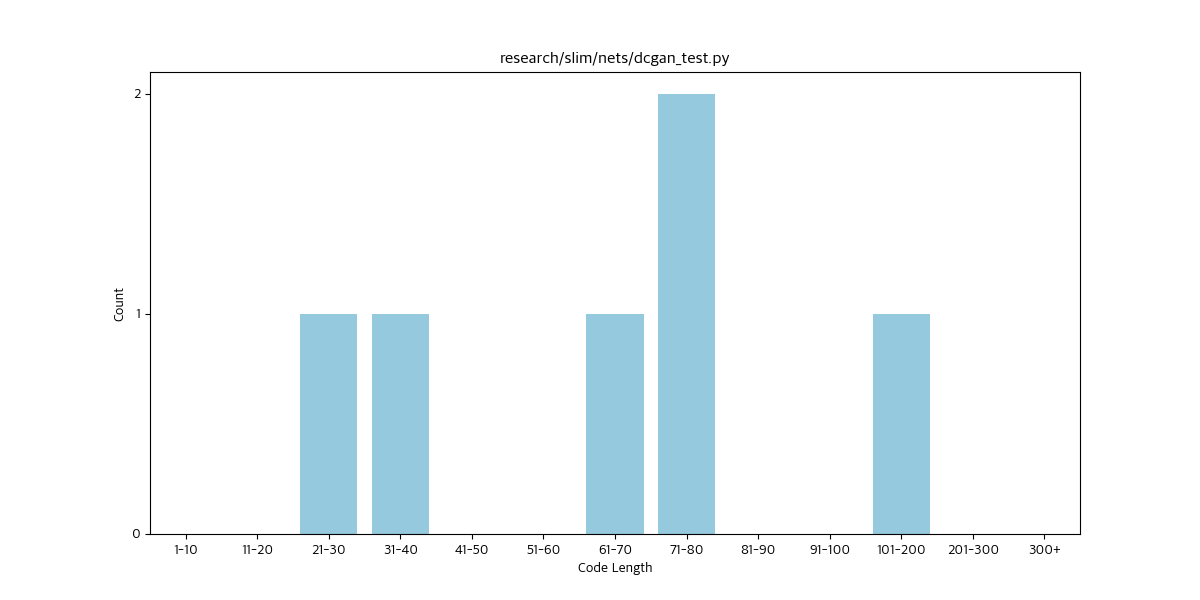 research/slim/nets/dcgan_test.py
2
1
0
Count
1-10 11-20 21-30 31-40 41-50 51-60 61-70 71-80 81-90 91-100 101-200 201-300 300+
Code Length